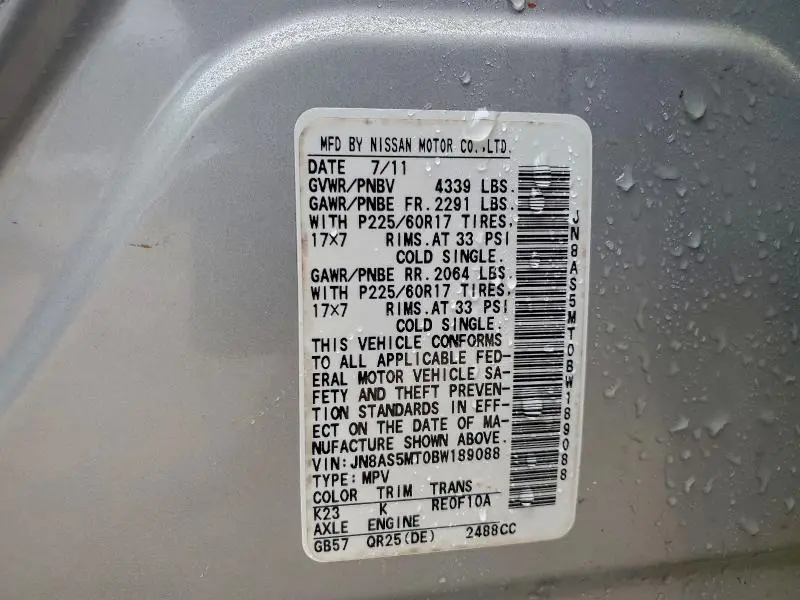 MFD BY NISSAN MOTOR CO.,LTD.
DATE 7/11
GVWR/PNBV 4339 LBS.
GAWR/PNBE FR.2291 LBS.
WITH P225/60R17 TIRES,
17×7 RIMS.AT 33 PSI
COLD SINGLE.
GAWR/PNBE RR.2064 LBS.
WITH P225/60R17 TIRES,
17×7 RIMS.AT 33 PSI
COLD SINGLE.
THIS VEHICLE CONFORMS
TO ALL APPLICABLE FED-
ERAL MOTOR VEHICLE SA-
FETY AND THEFT PREVEN-
TION STANDARDS IN EFF-
ECT ON THE DATE OF MA-
NUFACTURE SHOWN ABOVE.
VIN:JN8AS5MT0BW189088
TYPE:MPV
COLOR TRIM TRANS
K23 K RE0F10A
AXLE ENGINE
GB57 QR25(DE) 2488CC
JN8AS5MT0BW189088